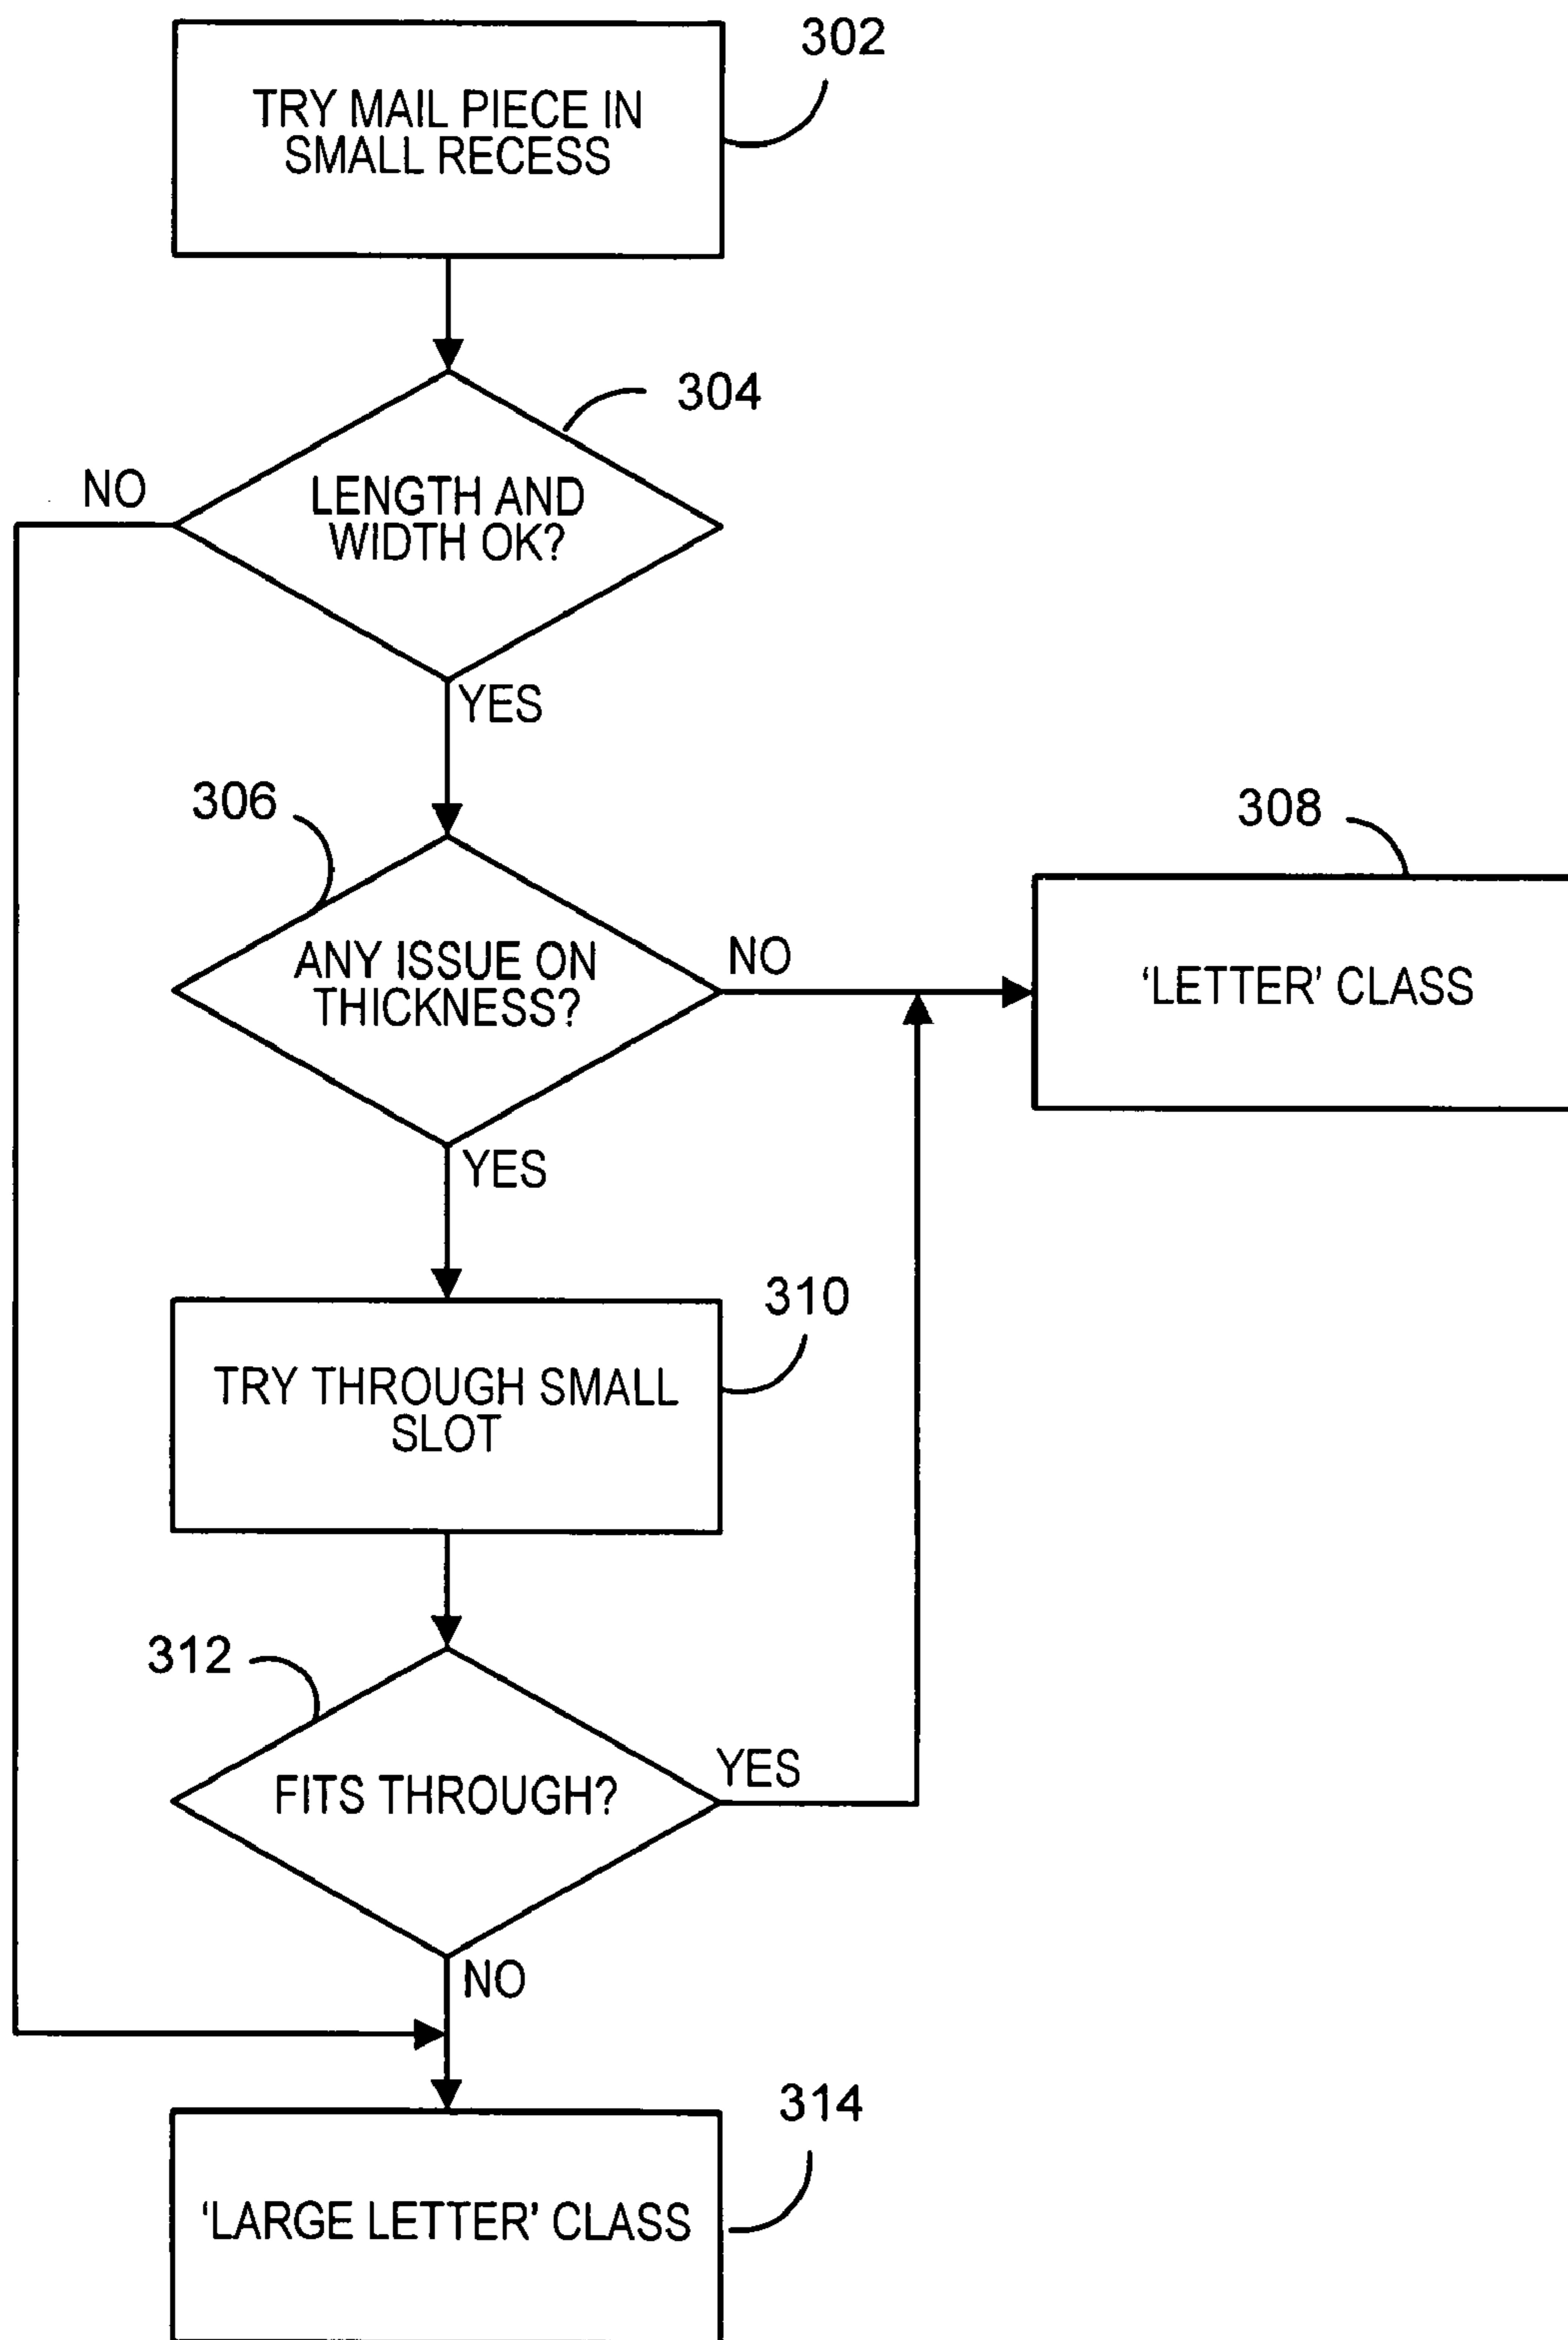 302
TRY MAIL PIECE IN
SMALL RECESS
304
NO
LENGTH AND
WIDTH OK?
YES
306
308
ANY ISSUE ON
THICKNESS?
NO
‘LETTER’ CLASS
YES
310
TRY THROUGH SMALL
SLOT
312
FITS THROUGH?
YES
NO
314
‘LARGE LETTER’ CLASS